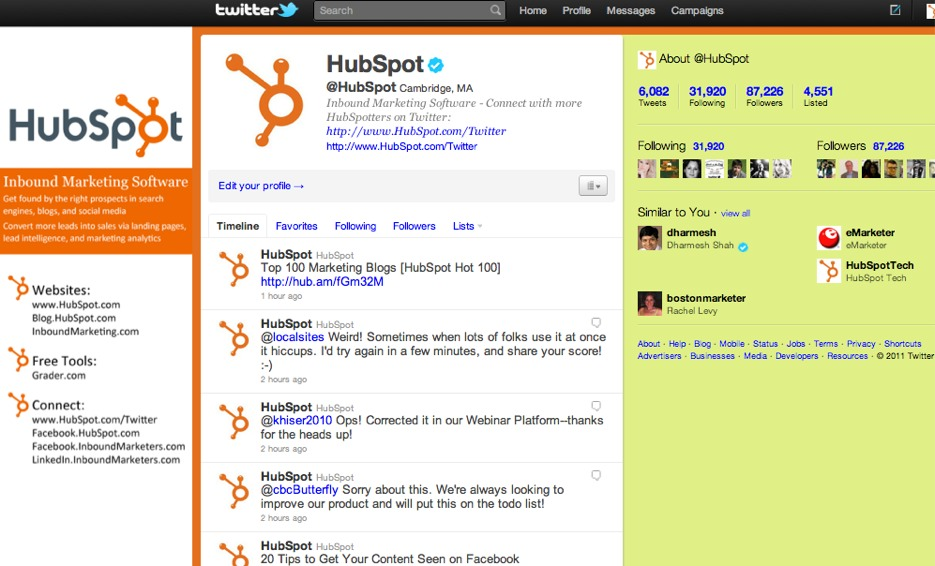 twitter
Search
Home Profile Messages Campaigns
HubSpot
Inbound Marketing Software
Get found by the right prospects in search
engines, blogs, and social media
Convert more leads into sales via landing pages,
lead intelligence, and marketing analytics
Websites:
www.HubSpot.com
Blog.HubSpot.com
InboundMarketing.com
Free Tools:
Grader.com
Connect:
www.HubSpot.com/Twitter
Facebook.HubSpot.com
Facebook.InboundMarketers.com
LinkedIn.InboundMarketers.com
HubSpot
@HubSpot Cambridge, MA
Inbound Marketing Software - Connect with more
HubSpotters on Twitter:
http://www.HubSpot.com/Twitter
http://www.HubSpot.com/Twitter
Edit your profile →
Timeline Favorites Following Followers Lists
HubSpot HubSpot
Top 100 Marketing Blogs [HubSpot Hot 100]
http://hub.am/fGm32M
1 hour ago
HubSpot HubSpot
@localsites Weird! Sometimes when lots of folks use it at once
it hiccups. I'd try again in a few minutes, and share your score!
:-)
2 hours ago
HubSpot HubSpot
@khiser2010 Ops! Corrected it in our Webinar Platform--thanks
for the heads up!
2 hours ago
HubSpot HubSpot
@cbcButterfly Sorry about this. We're always looking to
improve our product and will put this on the todo list!
2 hours ago
HubSpot HubSpot
20 Tips to Get Your Content Seen on Facebook
About @HubSpot
6,082 31,920 87,226 4,551
Tweets Following Followers Listed
Following 31,920
Followers 87,226
Similar to You · view all
dharmesh
Dharmesh Shah
eMarketer
eMarketer
HubSpotTech
HubSpot Tech
bostonmarketer
Rachel Levy
About · Help · Blog · Mobile · Status · Jobs · Terms · Privacy · Shortcuts
Advertisers · Businesses · Media · Developers · Resources · © 2011 Twitter